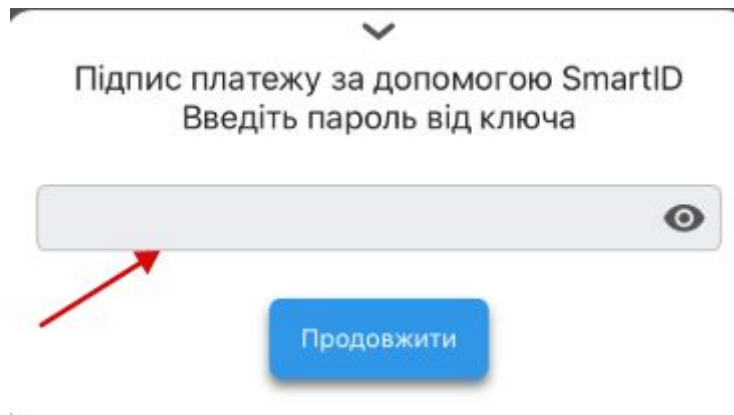 Підпис платежу за допомогою SmartID
Введіть пароль від ключа
Продовжити